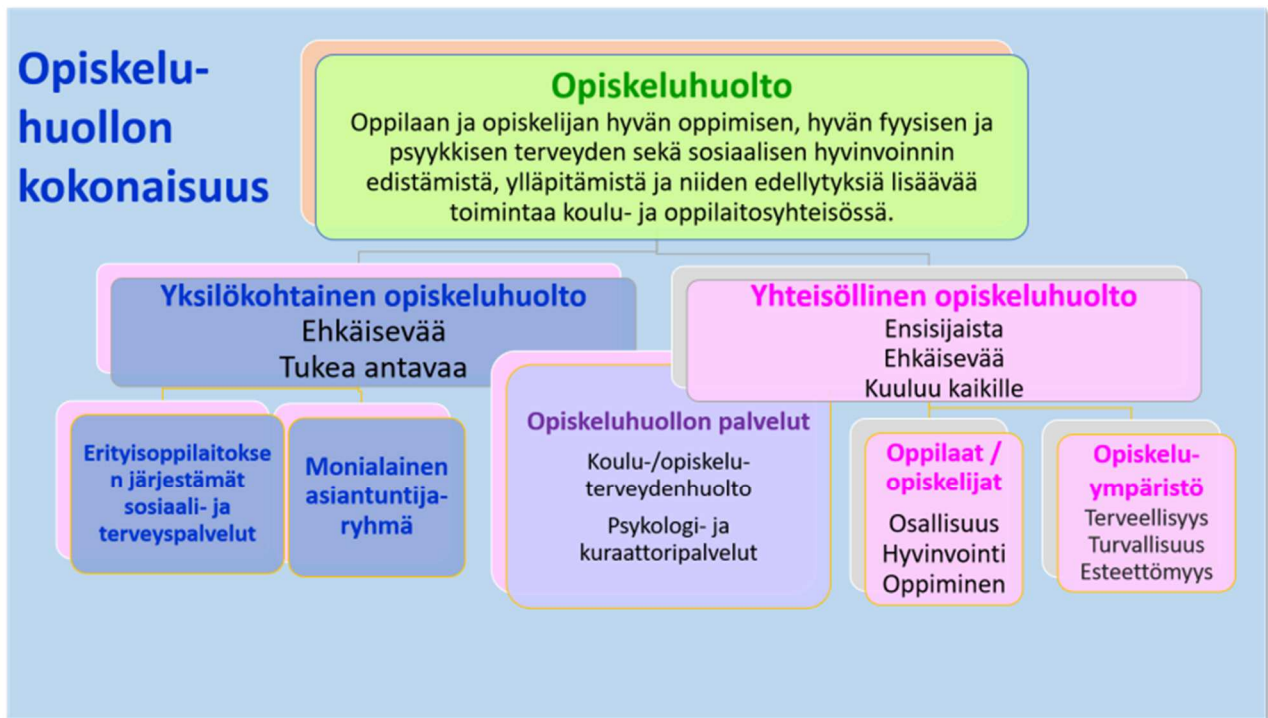 Opiskelu-
huollon
kokonaisuus
Opiskeluhuolto
Oppilaan ja opiskelijan hyvän oppimisen, hyvän fyysisen ja
psyykkisen terveyden sekä sosiaalisen hyvinvoinnin
edistämistä, ylläpitämistä ja niiden edellytyksiä lisäävää
toimintaa koulu- ja oppilaitosyhteisössä.
Yksilökohtainen opiskeluhuolto
Ehkäisevää
Tukea antavaa
Yhteisöllinen opiskeluhuolto
Ensisijaista
Ehkäisevää
Kuuluu kaikille
Erityisoppilaitokse
n järjestämät
sosiaali- ja
terveyspalvelut
Monialainen
asiantuntija-
ryhmä
Opiskeluhuollon palvelut
Koulu-/opiskelu-
terveydenhuolto
Psykologi- ja
kuraattoripalvelut
Oppilaat /
opiskelijat
Osallisuus
Hyvinvointi
Oppiminen
Opiskelu-
ympäristö
Terveellisyys
Turvallisuus
Esteettömyys